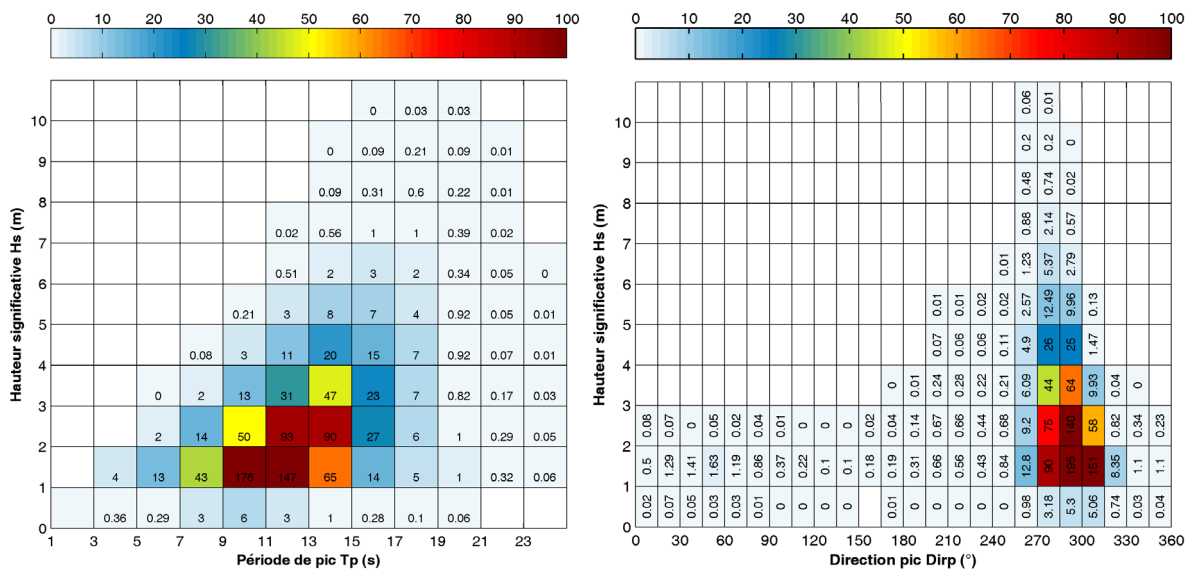 0 10 20 30 40 50 60 70 80 90 100
10 0 0.03 0.03
9 0 0.09 0.21 0.09 0.01
8 0.09 0.31 0.6 0.22 0.01
7 0.02 0.56 1 1 0.39 0.02
6 0.51 2 3 2 0.34 0.05 0
5 0.21 3 8 7 4 0.92 0.05 0.01
4 0.08 3 11 20 15 7 0.92 0.07 0.01
3 0 2 13 31 47 23 7 0.82 0.17 0.03
2 2 14 50 93 90 27 6 1 0.29 0.05
1 4 13 43 176 147 65 14 5 1 0.32 0.06
0 0.36 0.29 3 6 3 1 0.28 0.1 0.06
1 3 5 7 9 11 13 15 17 19 21 23
Hauteur significative Hs (m)
Période de pic Tp (s)
0 10 20 30 40 50 60 70 80 90 100
10 0.06 0.01
9 0.2 0.2 0
8 0.48 0.74 0.02
7 0.88 2.14 0.57
6 0.01 1.23 5.37 2.79
5 0.01 0.01 0.02 0.02 2.57 12.49 9.96 0.13
4 0.07 0.06 0.06 0.11 4.9 26 25 1.47
3 0 0.01 0.24 0.28 0.22 0.21 6.09 44 64 9.93 0.04 0
2 0.08 0.07 0 0.05 0.02 0.04 0.01 0 0 0 0.02 0.04 0.14 0.67 0.66 0.44 0.68 9.2 75 140 58 0.82 0.34 0.23
1 0.5 1.29 1.41 1.63 1.19 0.86 0.37 0.22 0.1 0.1 0.18 0.19 0.31 0.66 0.56 0.43 0.84 12.8 90 195 151 8.35 1.1 1.1
0 0.02 0.07 0.05 0.03 0.03 0.01 0 0 0 0 0.01 0 0 0 0 0 0.98 3.18 5.3 5.06 0.74 0.03 0.04
0 30 60 90 120 150 180 210 240 270 300 330 360
Hauteur significative Hs (m)
Direction pic Dirp (°)